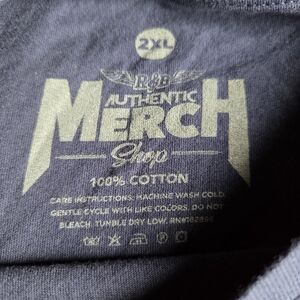 2XL
R&B
AUTHENTIC
MERCH
Shop
100% COTTON
CARE INSTRUCTIONS: MACHINE WASH COLD
GENTLE CYCLE WITH LIKE COLORS. DO NOT
BLEACH. TUMBLE DRY LOW.